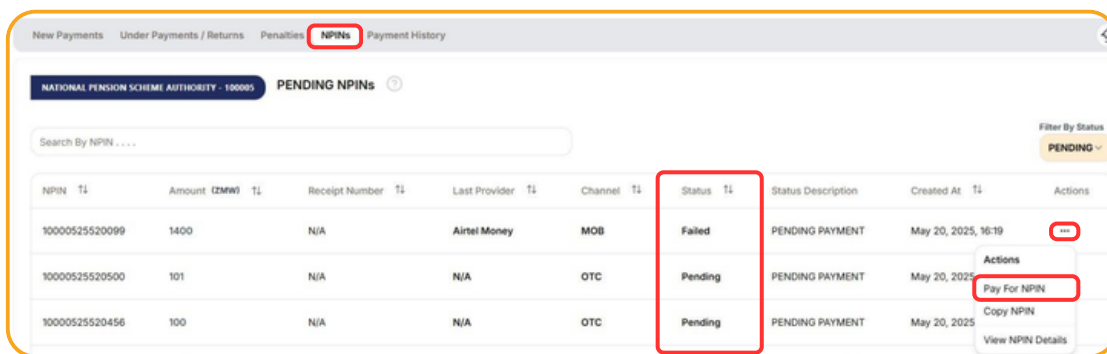 New Payments Under Payments / Returns Penalties NPINs Payment History
NATIONAL PENSION SCHEME AUTHORITY - 100005 PENDING NPINs ?
Filter By Status
Search By NPIN . . . . PENDING
NPIN Amount (ZMW) Receipt Number Last Provider Channel Status Status Description Created At Actions
10000525520099 1400 N/A Airtel Money MOB Failed PENDING PAYMENT May 20, 2025, 16:19 ...
Actions
10000525520500 101 N/A N/A OTC Pending PENDING PAYMENT May 20, 2025
Pay For NPIN
Copy NPIN
10000525520456 100 N/A N/A OTC Pending PENDING PAYMENT May 20, 2025
View NPIN Details